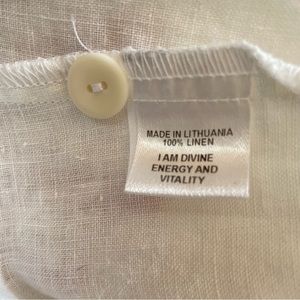 MADE IN LITHUANIA
100% LINEN
I AM DIVINE
ENERGY AND
VITALITY